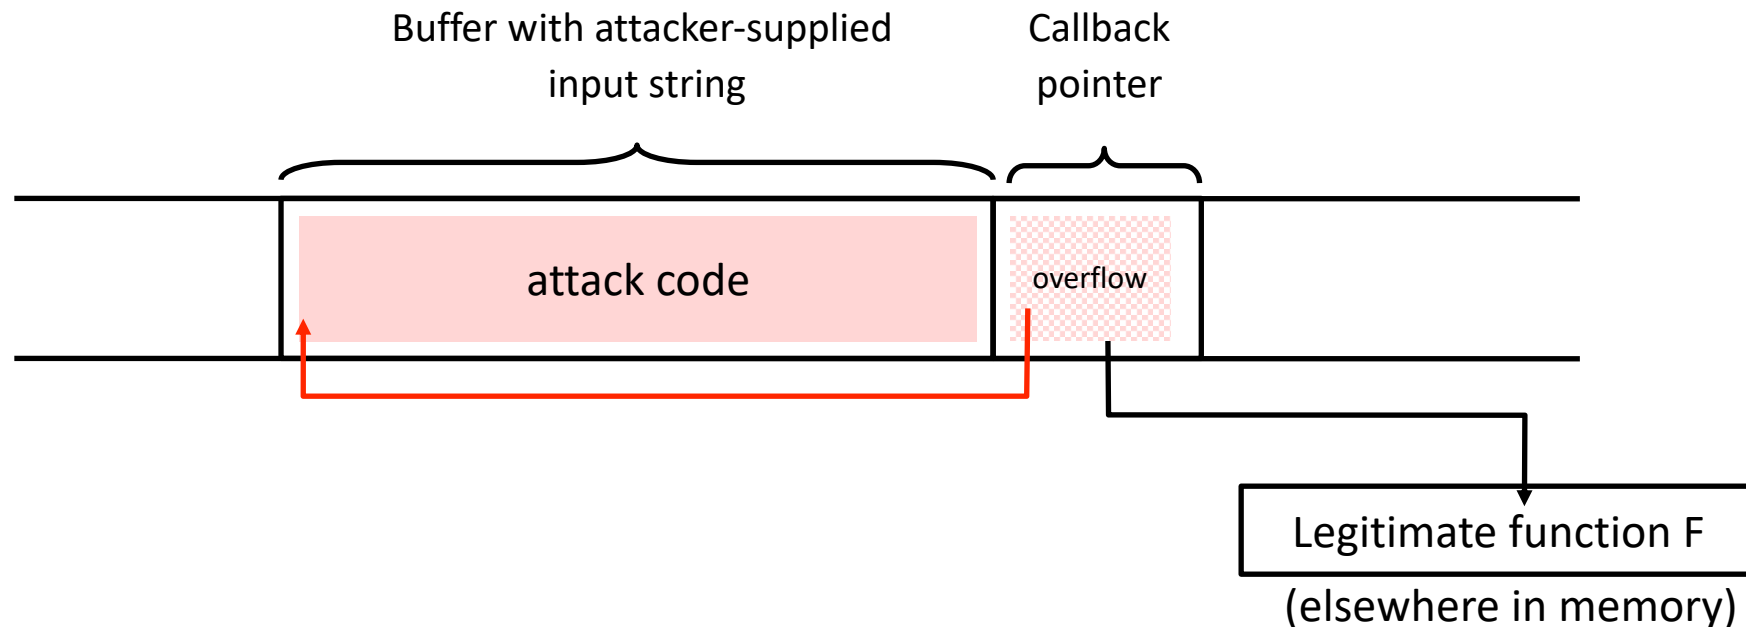 Buffer with attacker-supplied
input string
Callback
pointer
attack code
overflow
Legitimate function F
(elsewhere in memory)